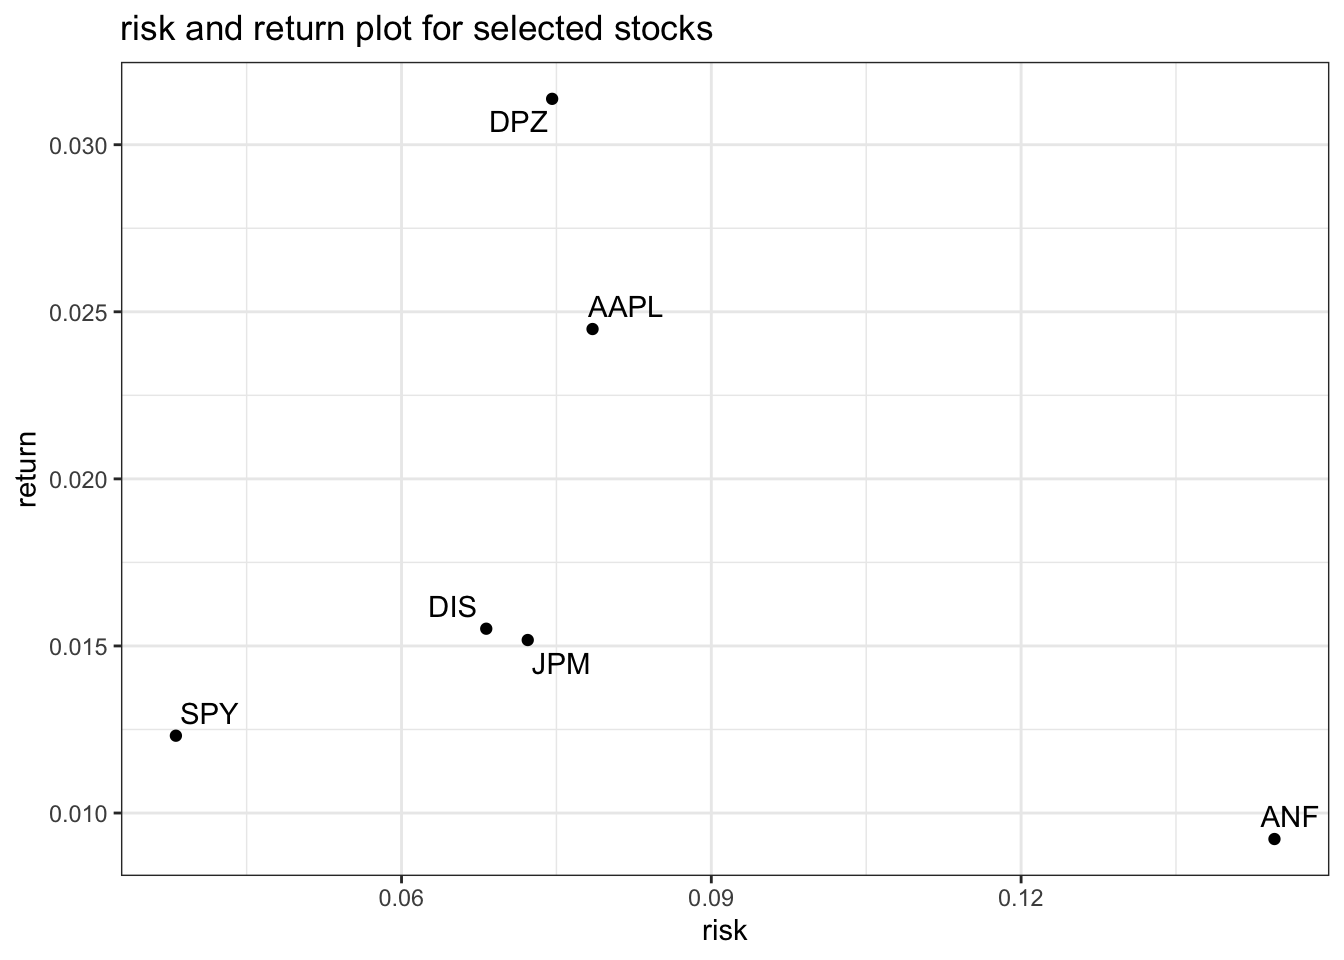 risk and return plot for selected stocks
DPZ
0.030
AAPL
0.025
return
0.020
DIS
0.015
JPM
SPY
0.010
ANF
0.06
0.09
0.12
risk